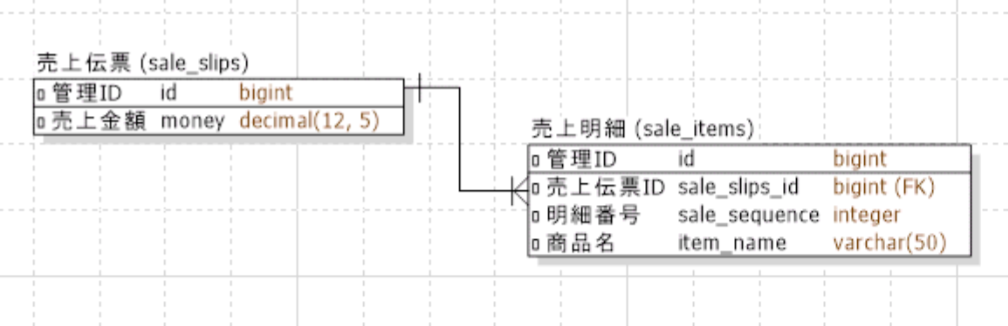 売上伝票 (sale_slips)
管理ID id bigint
売上金額 money decimal(12, 5)
売上明細 (sale_items)
管理ID id bigint
売上伝票ID sale_slips_id bigint (FK)
明細番号 sale_sequence integer
商品名 item_name varchar(50)